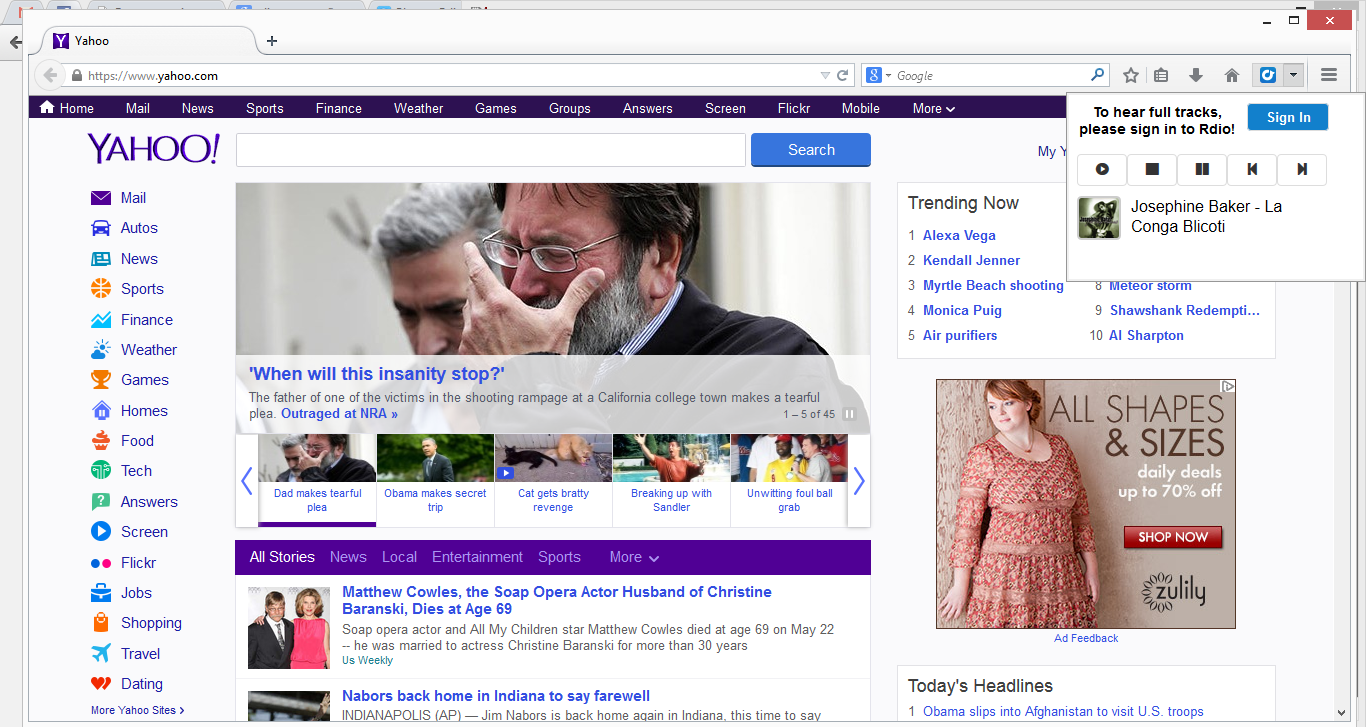 Yahoo
https://www.yahoo.com
Google
Home Mail News Sports Finance Weather Games Groups Answers Screen Flickr Mobile More
To hear full tracks,
please sign in to Rdio!
Sign In
Josephine Baker - La
Conga Blicoti
YAHOO!
Search
My Y
Mail
Autos
News
Sports
Finance
Weather
Games
Homes
Food
Tech
Answers
Screen
Flickr
Jobs
Shopping
Travel
Dating
More Yahoo Sites >
'When will this insanity stop?'
The father of one of the victims in the shooting rampage at a California college town makes a tearful
plea. Outraged at NRA »
1 – 5 of 45
Dad makes tearful
plea
Obama makes secret
trip
Cat gets bratty
revenge
Breaking up with
Sandler
Unwitting foul ball
grab
All Stories News Local Entertainment Sports More
Matthew Cowles, the Soap Opera Actor Husband of Christine
Baranski, Dies at Age 69
Soap opera actor and All My Children star Matthew Cowles died at age 69 on May 22
-- he was married to actress Christine Baranski for more than 30 years
Us Weekly
Nabors back home in Indiana to say farewell
INDIANAPOLIS (AP) — Jim Nabors is back home again in Indiana, this time to say
Trending Now
1 Alexa Vega
2 Kendall Jenner
3 Myrtle Beach shooting
4 Monica Puig
5 Air purifiers
8 Meteor storm
9 Shawshank Redempti...
10 Al Sharpton
ALL SHAPES
& SIZES
daily deals
up to 70% off
SHOP NOW
zulily
Ad Feedback
Today's Headlines
1 Obama slips into Afghanistan to visit U.S. troops